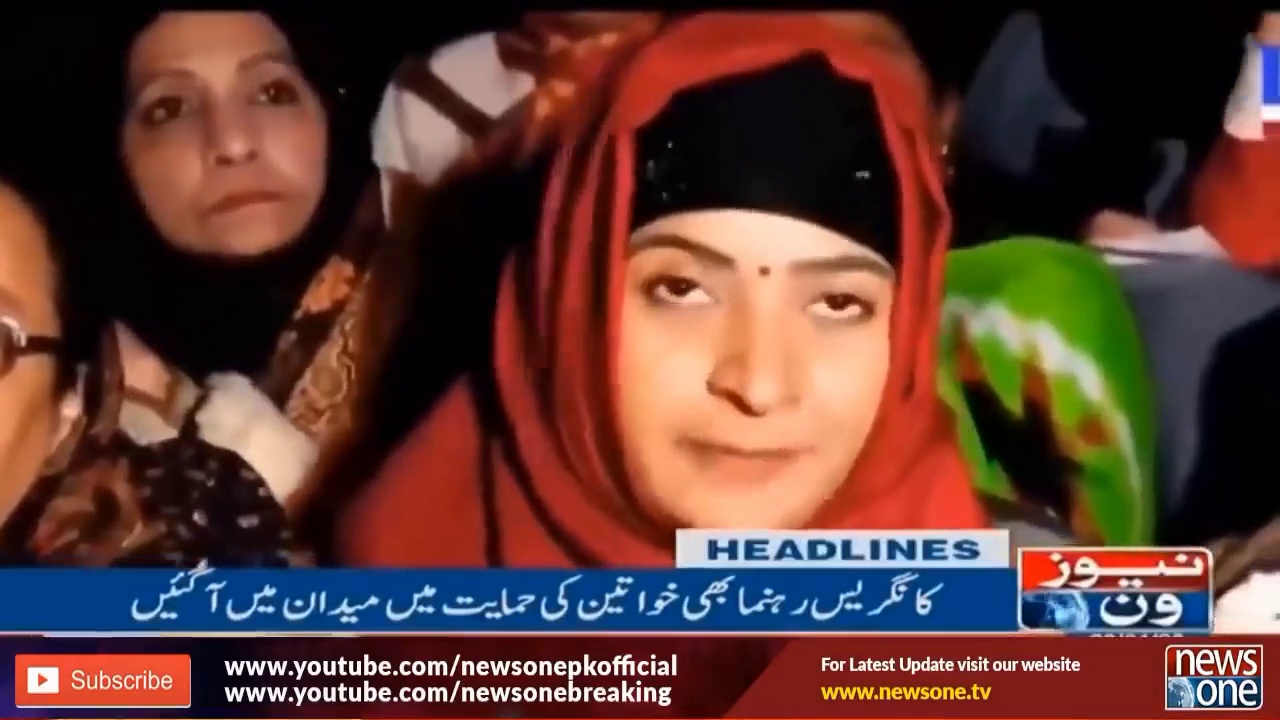 HEADLINES
کانگریس رہنما بھی خواتین کی حمایت میں میدان میں آ گئیں
نیوز
ون
Subscribe
www.youtube.com/newsonepkofficial
www.youtube.com/newsonebreaking
For Latest Update visit our website
www.newsone.tv
news
one